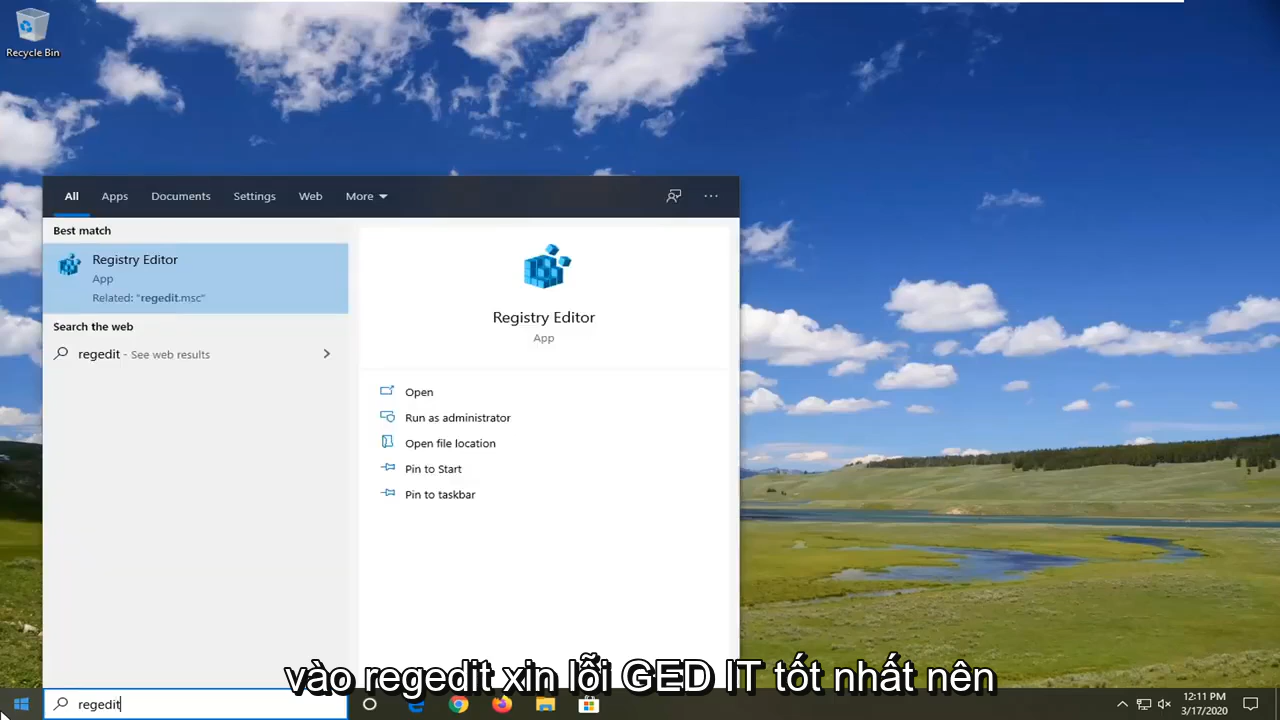 Recycle Bin
All Apps Documents Settings Web More
Best match
Registry Editor
App
Related: "regedit.msc"
Search the web
regedit - See web results
Registry Editor
App
Open
Run as administrator
Open file location
Pin to Start
Pin to taskbar
vào regedit xin lỗi GED IT tốt nhất nên
regedit
12:11 PM
3/17/2020